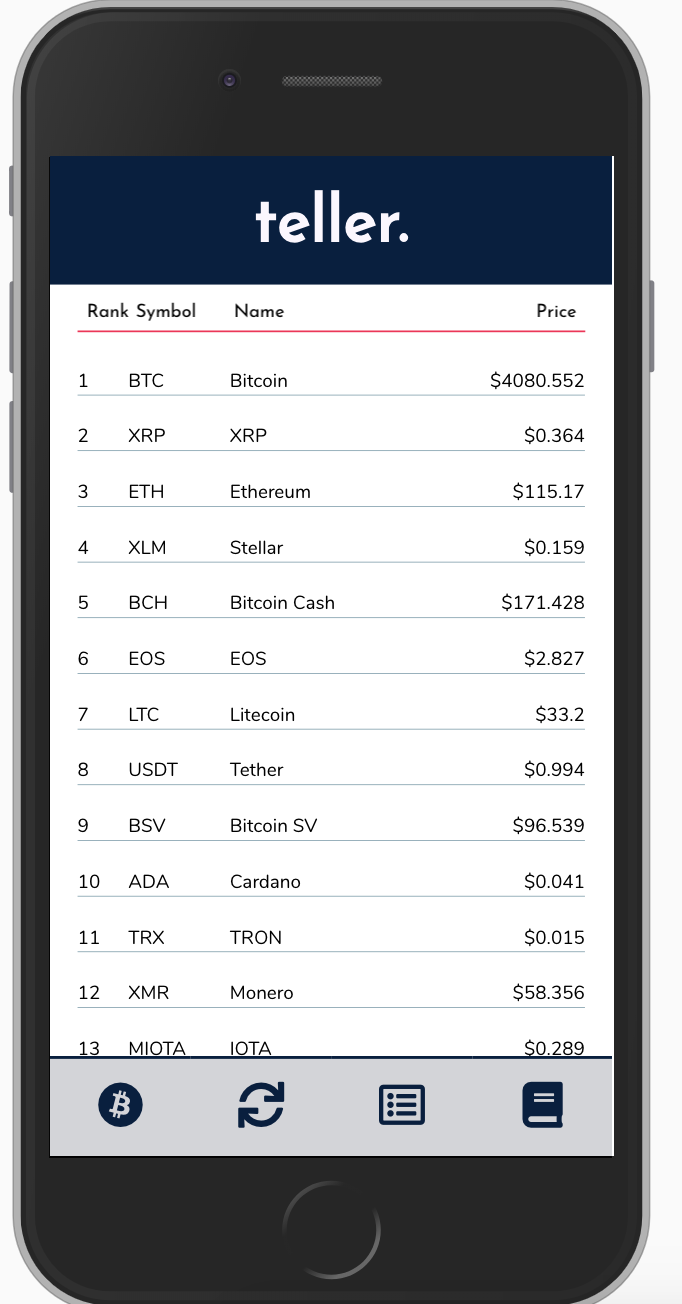 teller.
Rank Symbol Name Price
1 BTC Bitcoin $4080.552
2 XRP XRP $0.364
3 ETH Ethereum $115.17
4 XLM Stellar $0.159
5 BCH Bitcoin Cash $171.428
6 EOS EOS $2.827
7 LTC Litecoin $33.2
8 USDT Tether $0.994
9 BSV Bitcoin SV $96.539
10 ADA Cardano $0.041
11 TRX TRON $0.015
12 XMR Monero $58.356
13 MIOTA IOTA $0.289